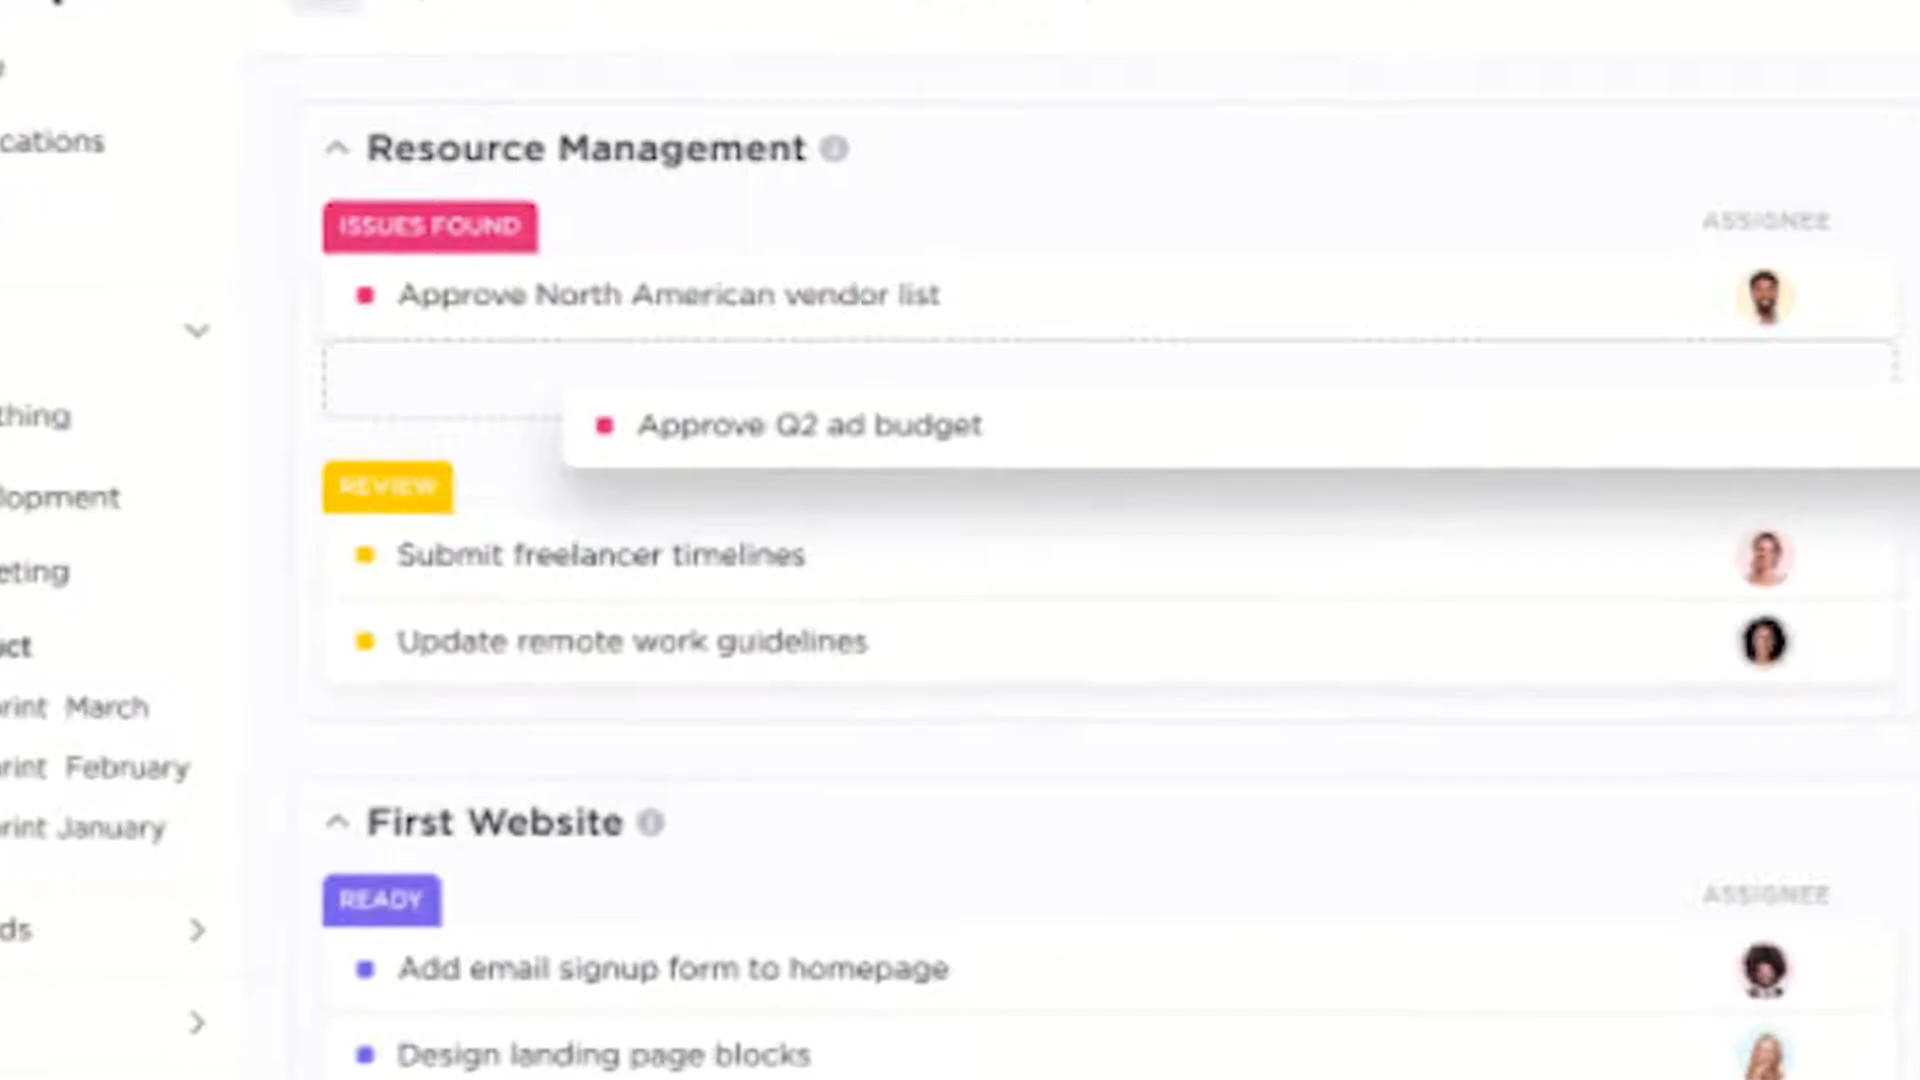 cations
thing
lopment
eting
uct
rint March
rint February
rint January
ds
Resource Management
ISSUES FOUND
ASSIGNEE
Approve North American vendor list
Approve Q2 ad budget
REVIEW
Submit freelancer timelines
Update remote work guidelines
First Website
READY
ASSIGNEE
Add email signup form to homepage
Design landing page blocks